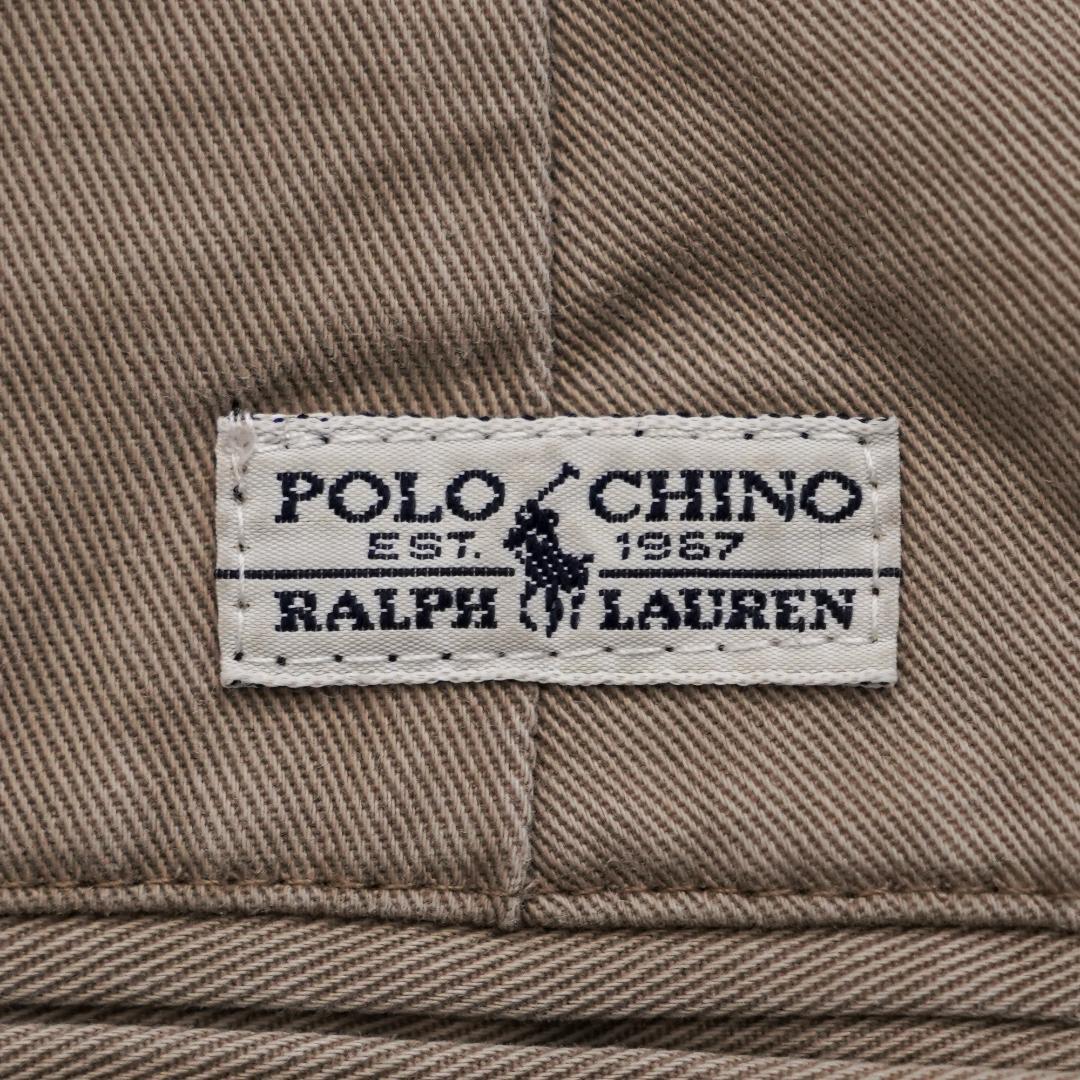 POLO CHINO
EST. 1967
RALPH LAUREN